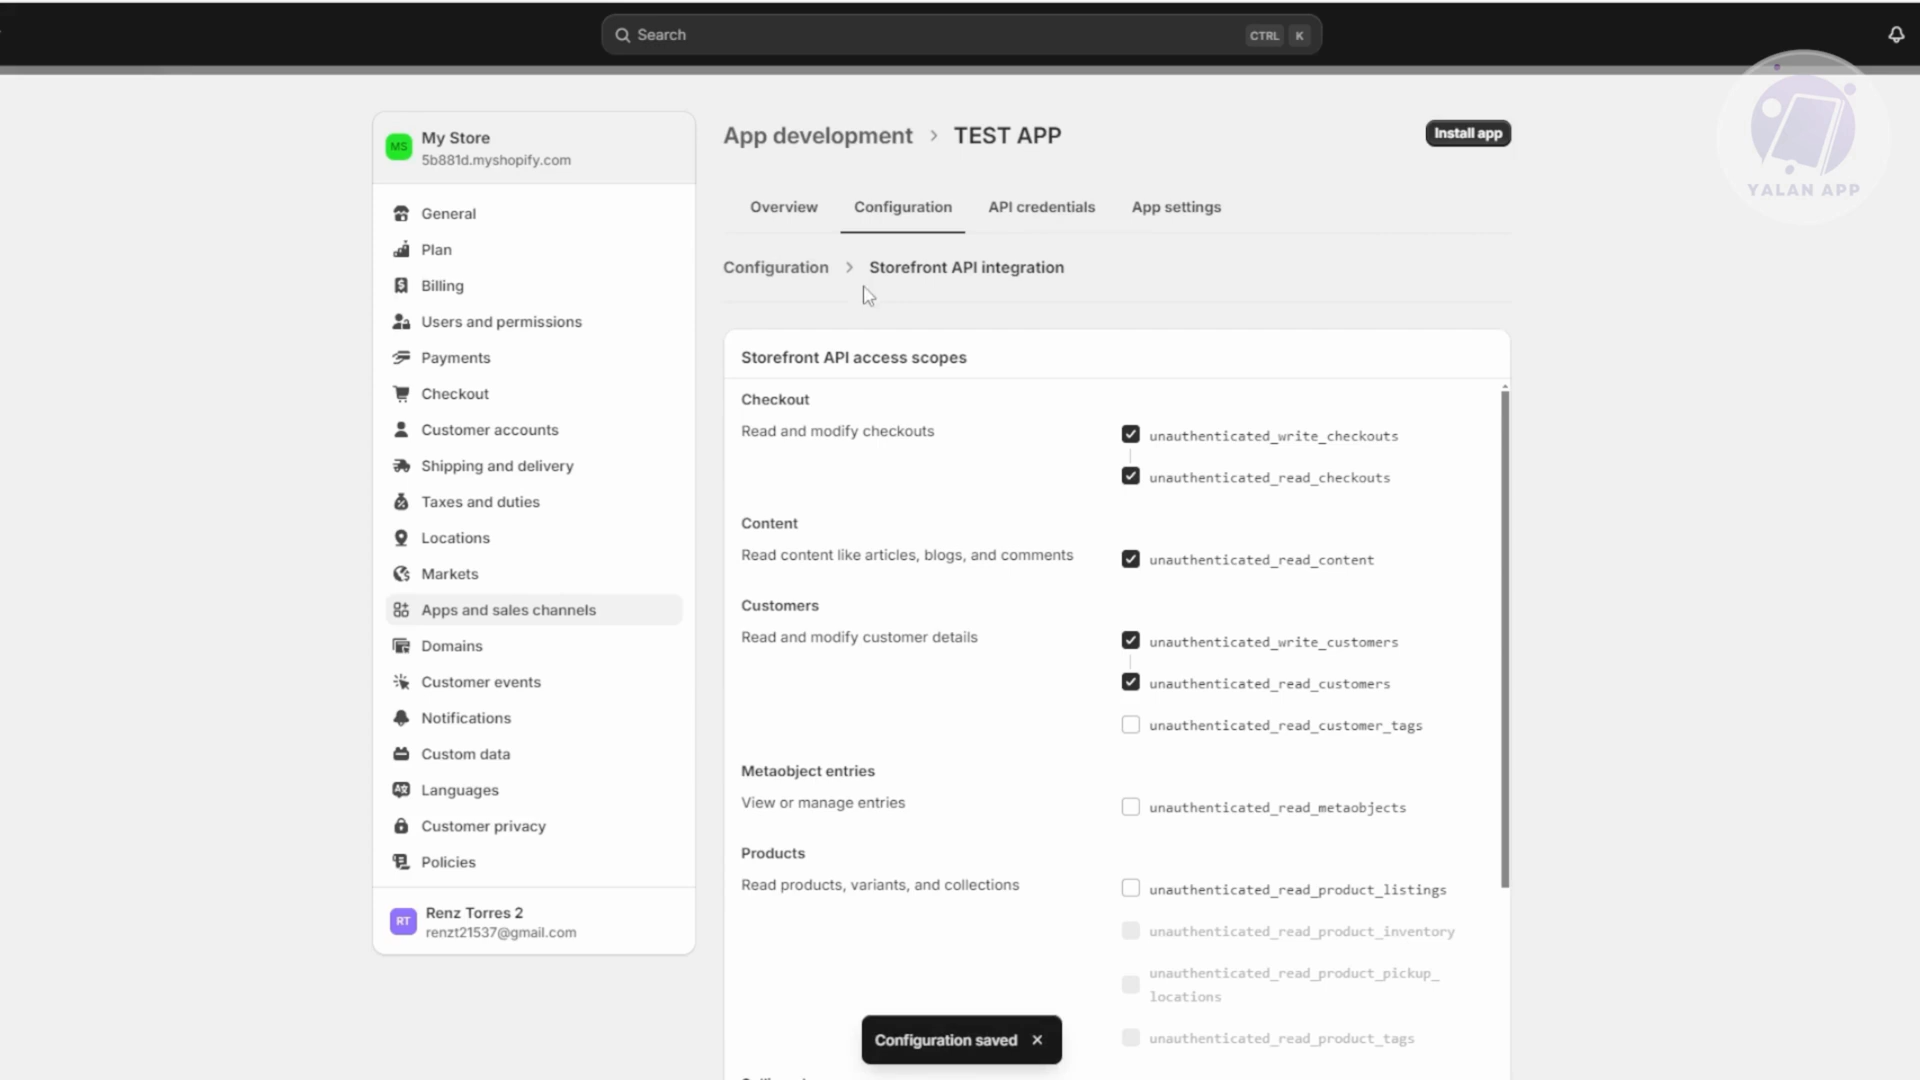 Search
CTRL K
YALAN APP
MS
My Store
5b881d.myshopify.com
General
Plan
Billing
Users and permissions
Payments
Checkout
Customer accounts
Shipping and delivery
Taxes and duties
Locations
Markets
Apps and sales channels
Domains
Customer events
Notifications
Custom data
Languages
Customer privacy
Policies
RT
Renz Torres 2
renzt21537@gmail.com
App development > TEST APP
Install app
Overview Configuration API credentials App settings
Configuration > Storefront API integration
Storefront API access scopes
Checkout
Read and modify checkouts
unauthenticated_write_checkouts
unauthenticated_read_checkouts
Content
Read content like articles, blogs, and comments
unauthenticated_read_content
Customers
Read and modify customer details
unauthenticated_write_customers
unauthenticated_read_customers
unauthenticated_read_customer_tags
Metaobject entries
View or manage entries
unauthenticated_read_metaobjects
Products
Read products, variants, and collections
unauthenticated_read_product_listings
unauthenticated_read_product_inventory
unauthenticated_read_product_pickup_
locations
unauthenticated_read_product_tags
Configuration saved